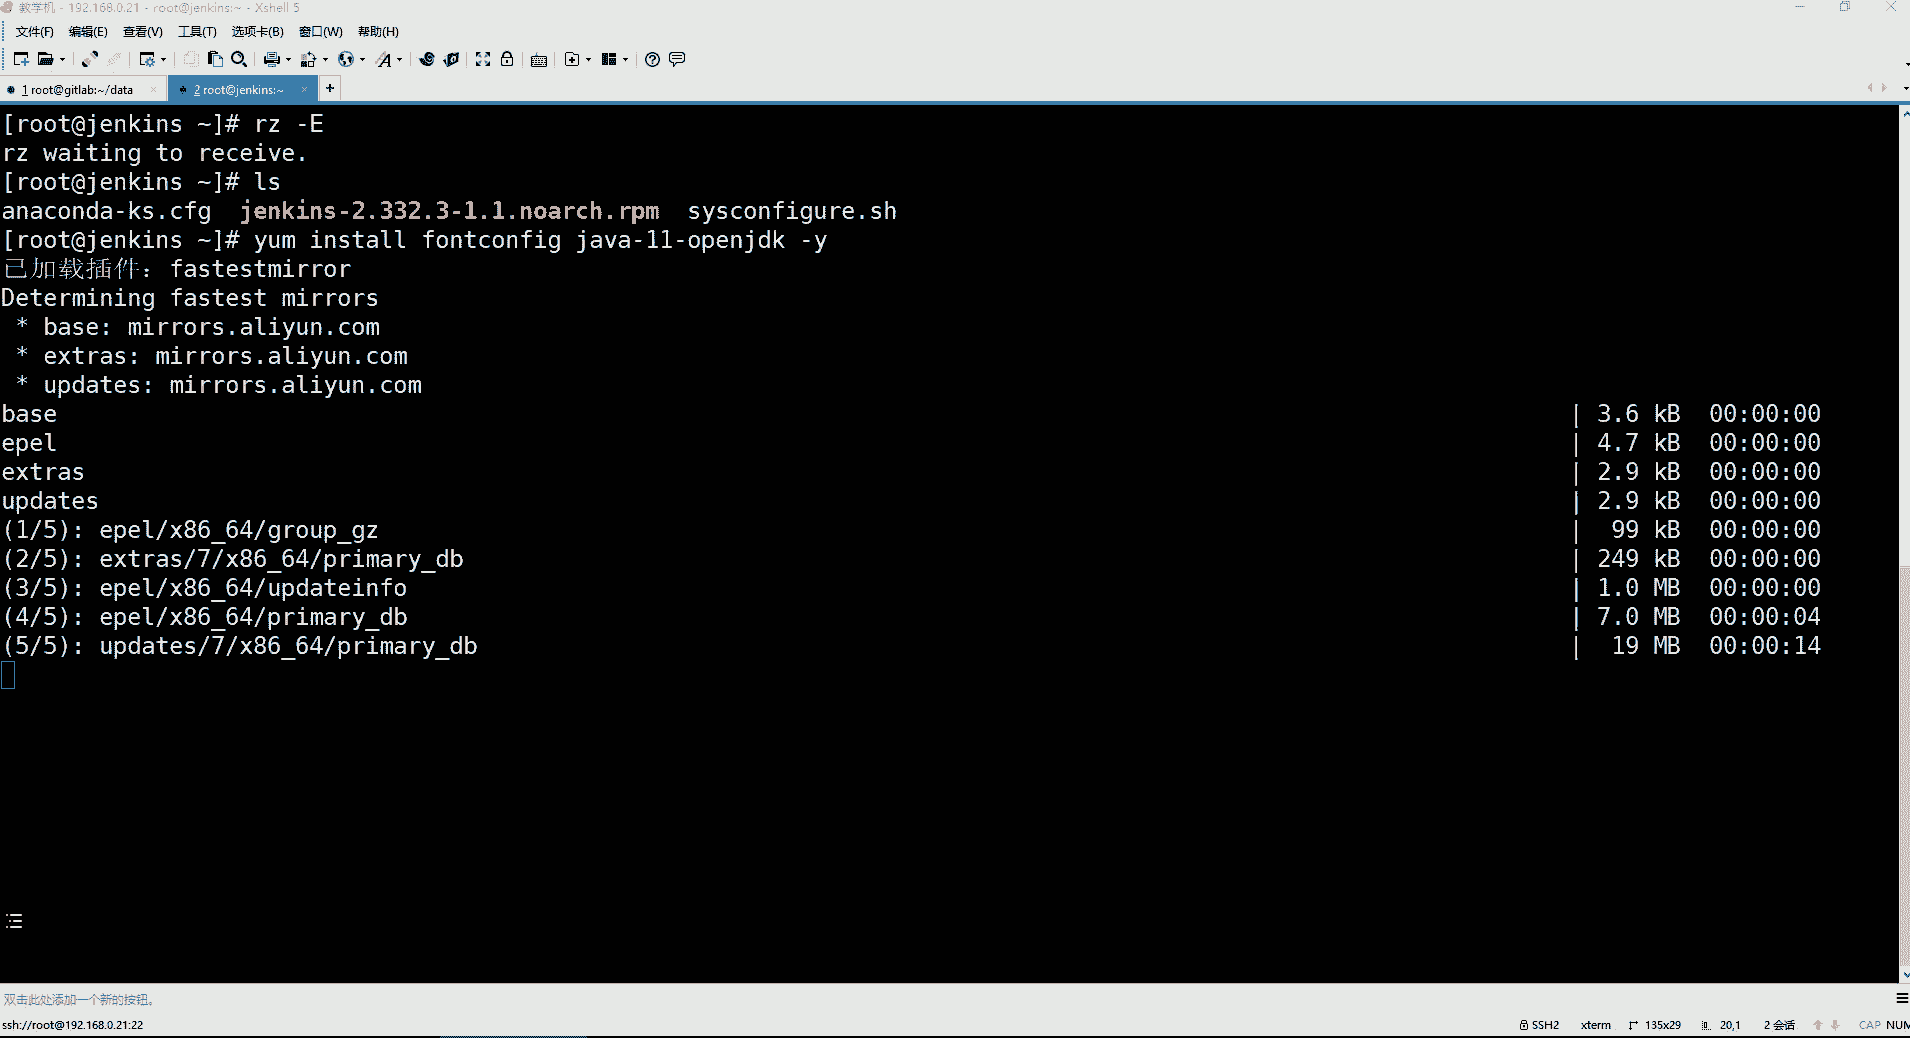 教学机 - 192.168.0.21 - root@jenkins:~ - Xshell 5
文件(F) 编辑(E) 查看(V) 工具(T) 选项卡(B) 窗口(W) 帮助(H)
1 root@gitlab:~/data × 2 root@jenkins:~ × +
[root@jenkins ~]# rz -E
rz waiting to receive.
[root@jenkins ~]# ls
anaconda-ks.cfg  jenkins-2.332.3-1.1.noarch.rpm  sysconfigure.sh
[root@jenkins ~]# yum install fontconfig java-11-openjdk -y
已加载插件：fastestmirror
Determining fastest mirrors
 * base: mirrors.aliyun.com
 * extras: mirrors.aliyun.com
 * updates: mirrors.aliyun.com
base | 3.6 kB  00:00:00
epel | 4.7 kB  00:00:00
extras | 2.9 kB  00:00:00
updates | 2.9 kB  00:00:00
(1/5): epel/x86_64/group_gz |  99 kB  00:00:00
(2/5): extras/7/x86_64/primary_db | 249 kB  00:00:00
(3/5): epel/x86_64/updateinfo | 1.0 MB  00:00:00
(4/5): epel/x86_64/primary_db | 7.0 MB  00:00:04
(5/5): updates/7/x86_64/primary_db |  19 MB  00:00:14
双击此处添加一个新的按钮。
ssh://root@192.168.0.21:22 SSH2 xterm 135x29 20,1 2 会话 CAP NUM